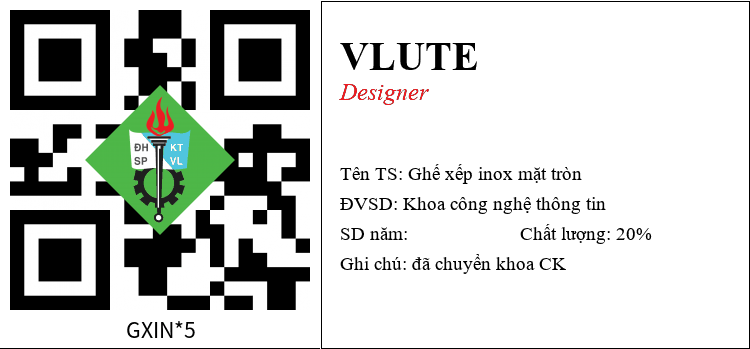 ĐH KT
SP VL
GXIN*5
VLUTE
Designer
Tên TS: Ghế xếp inox mặt tròn
ĐVSD: Khoa công nghệ thông tin
SD năm: Chất lượng: 20%
Ghi chú: đã chuyển khoa CK